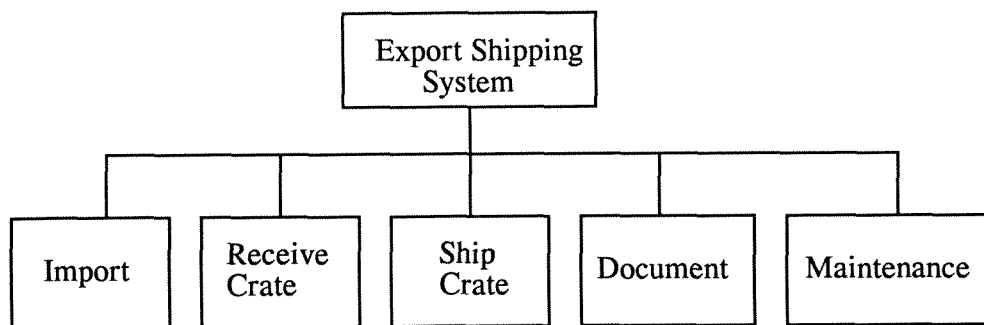 Export Shipping
System
Import
Receive
Crate
Ship
Crate
Document
Maintenance